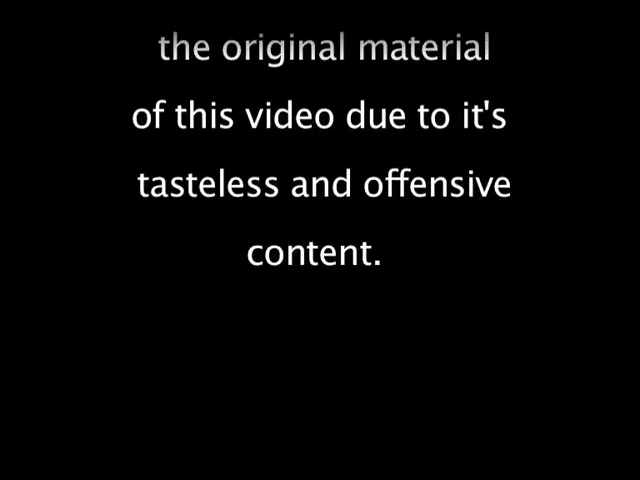 the original material
of this video due to it's
tasteless and offensive
content.